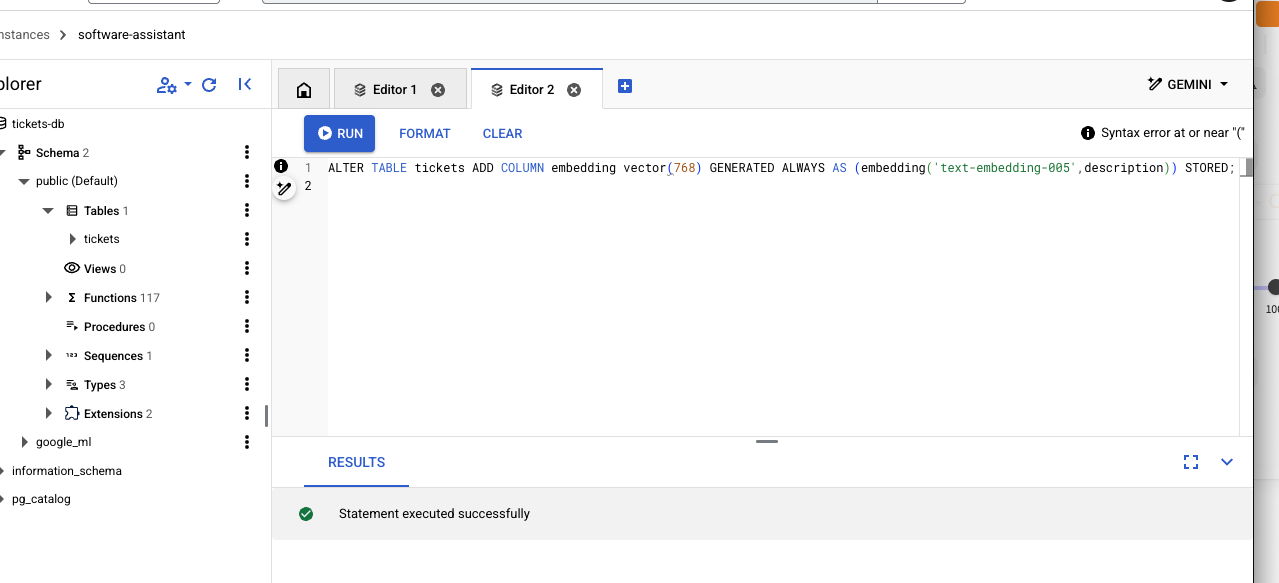 software-assistant
GEMINI
Editor 1
Editor 2
RUN
FORMAT
CLEAR
Syntax error at or near "("
tickets-db
Schema 2
public (Default)
Tables 1
tickets
Views 0
Functions 117
Procedures 0
Sequences 1
Types 3
Extensions 2
google_ml
information_schema
pg_catalog
1 ALTER TABLE tickets ADD COLUMN embedding vector(768) GENERATED ALWAYS AS (embedding('text-embedding-005',description)) STORED;
2
RESULTS
Statement executed successfully